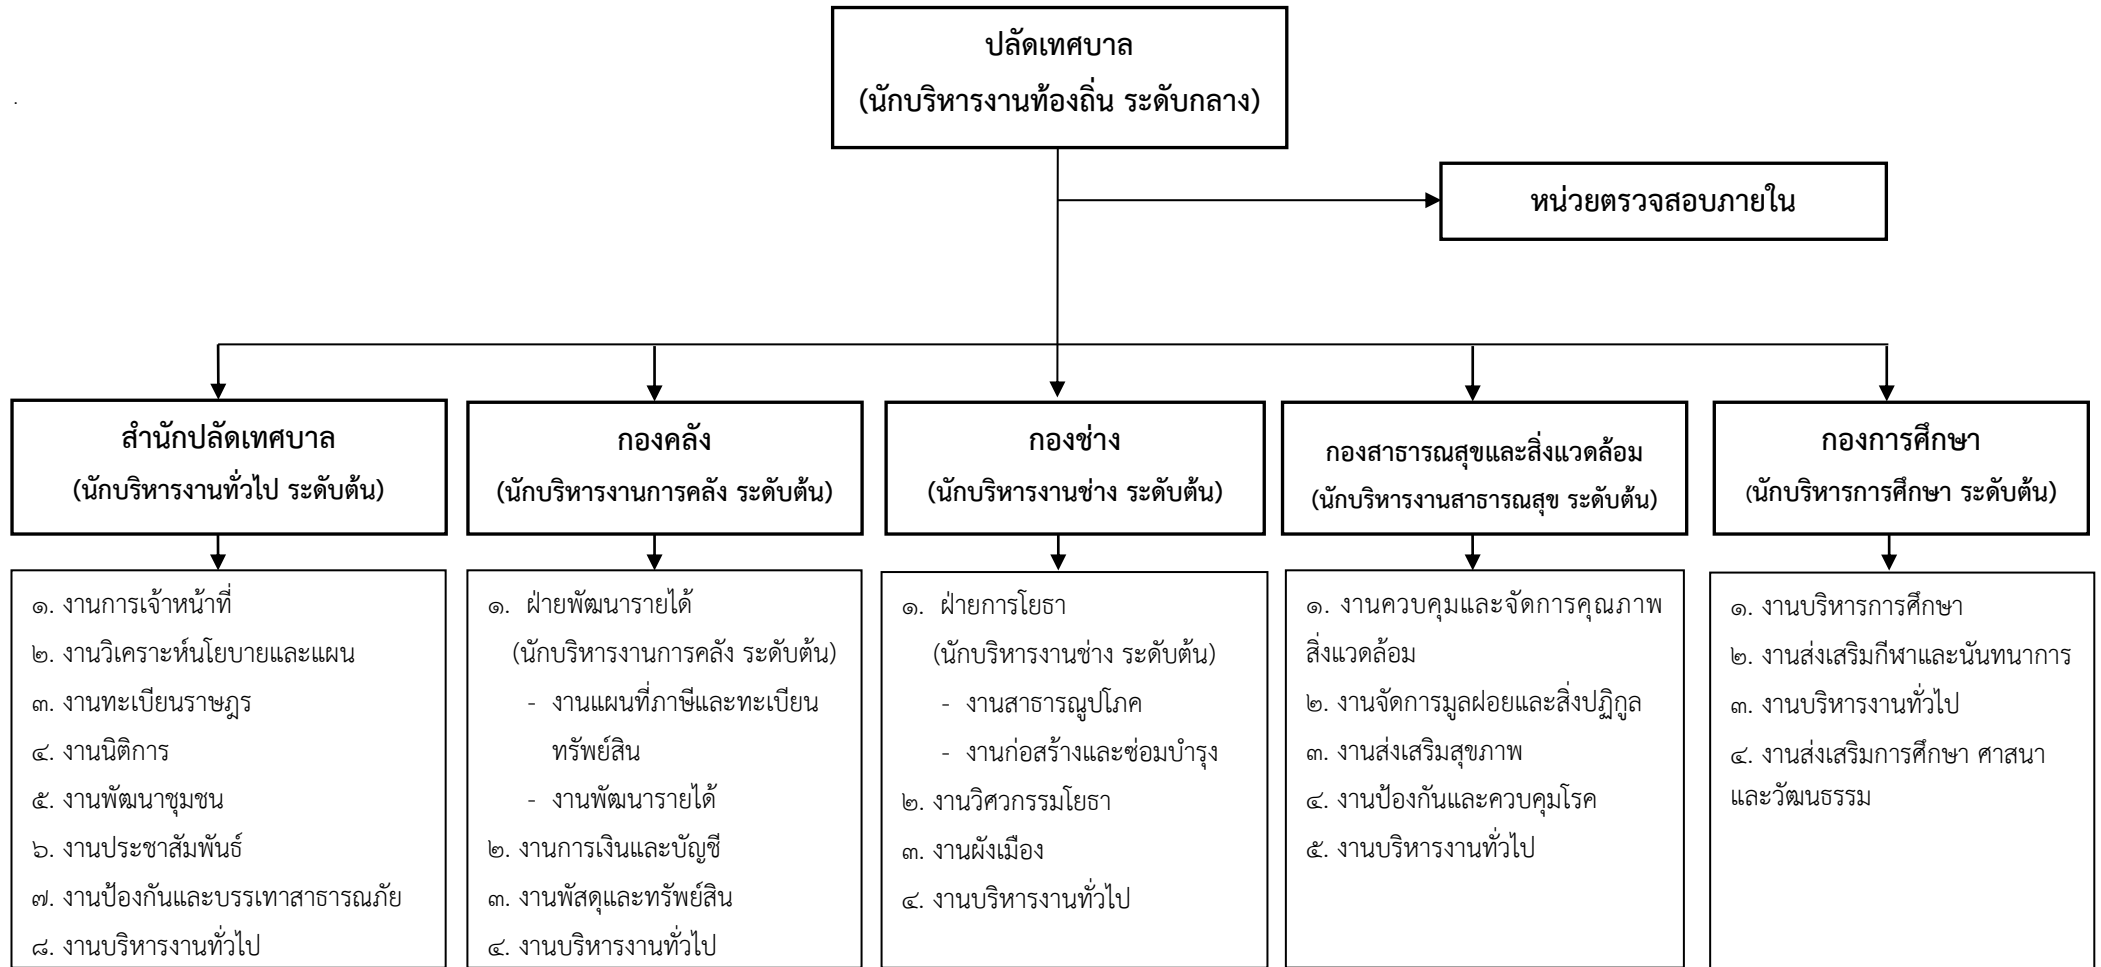 ปลัดเทศบาล
(นักบริหารงานท้องถิ่น ระดับกลาง)
หน่วยตรวจสอบภายใน
สำนักปลัดเทศบาล
(นักบริหารงานทั่วไป ระดับต้น)
กองคลัง
(นักบริหารงานการคลัง ระดับต้น)
กองช่าง
(นักบริหารงานช่าง ระดับต้น)
กองสาธารณสุขและสิ่งแวดล้อม
(นักบริหารงานสาธารณสุข ระดับต้น)
กองการศึกษา
(นักบริหารการศึกษา ระดับต้น)
๑. งานการเจ้าหน้าที่
๒. งานวิเคราะห์นโยบายและแผน
๓. งานทะเบียนราษฎร
๔. งานนิติการ
๕. งานพัฒนาชุมชน
๖. งานประชาสัมพันธ์
๗. งานป้องกันและบรรเทาสาธารณภัย
๘. งานบริหารงานทั่วไป
๑. ฝ่ายพัฒนารายได้
(นักบริหารงานการคลัง ระดับต้น)
- งานแผนที่ภาษีและทะเบียน
ทรัพย์สิน
- งานพัฒนารายได้
๒. งานการเงินและบัญชี
๓. งานพัสดุและทรัพย์สิน
๔. งานบริหารงานทั่วไป
๑. ฝ่ายการโยธา
(นักบริหารงานช่าง ระดับต้น)
- งานสาธารณูปโภค
- งานก่อสร้างและซ่อมบำรุง
๒. งานวิศวกรรมโยธา
๓. งานผังเมือง
๔. งานบริหารงานทั่วไป
๑. งานควบคุมและจัดการคุณภาพ
สิ่งแวดล้อม
๒. งานจัดการมูลฝอยและสิ่งปฏิกูล
๓. งานส่งเสริมสุขภาพ
๔. งานป้องกันและควบคุมโรค
๕. งานบริหารงานทั่วไป
๑. งานบริหารการศึกษา
๒. งานส่งเสริมกีฬาและนันทนาการ
๓. งานบริหารงานทั่วไป
๔. งานส่งเสริมการศึกษา ศาสนา
และวัฒนธรรม